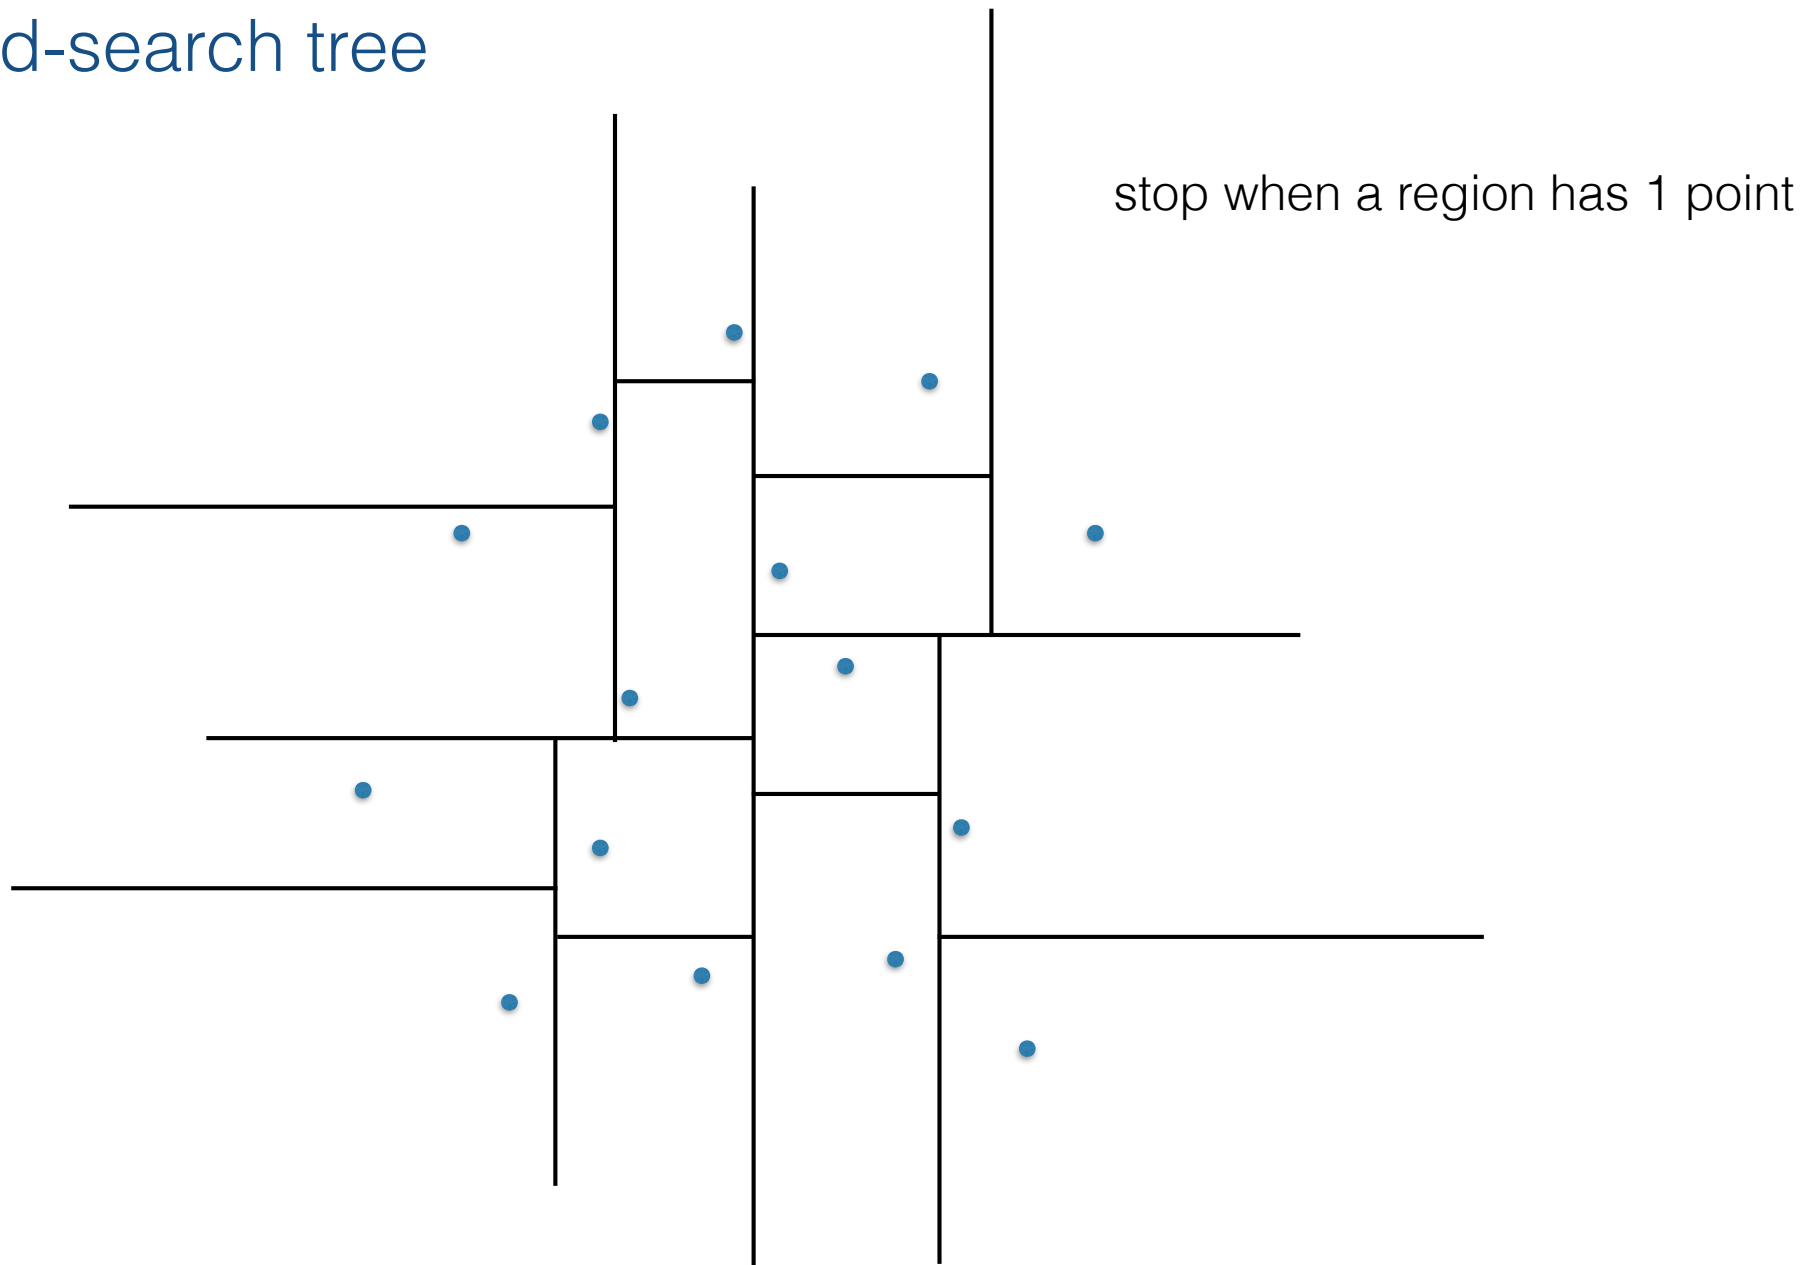 d-search tree
stop when a region has 1 point